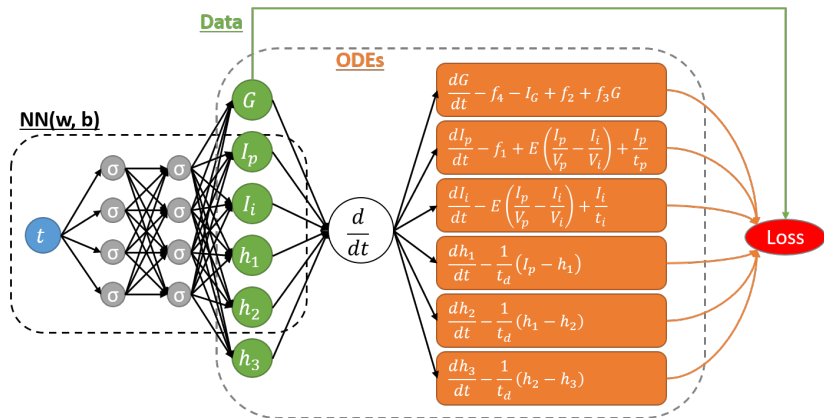 Data
ODEs
NN(w, b)
t
σ σ
σ σ
σ σ
σ σ
G
I_p
I_i
h_1
h_2
h_3
d/dt
dG/dt − f_4 − I_G + f_2 + f_3G
dI_p/dt − f_1 + E(I_p/V_p − I_i/V_i) + I_p/t_p
dI_i/dt − E(I_p/V_p − I_i/V_i) + I_i/t_i
dh_1/dt − 1/t_d (I_p − h_1)
dh_2/dt − 1/t_d (h_1 − h_2)
dh_3/dt − 1/t_d (h_2 − h_3)
Loss